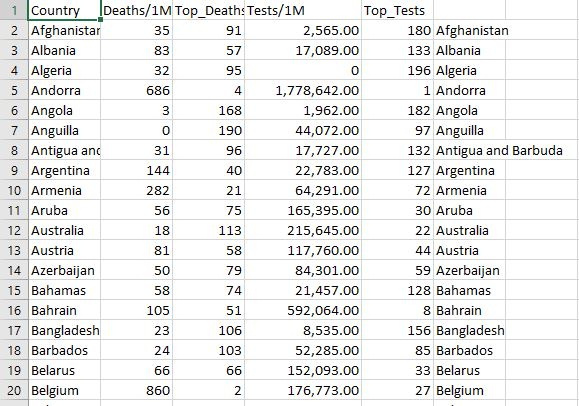 1 Country Deaths/1M Top_Deaths Tests/1M Top_Tests
2 Afghanistan 35 91 2,565.00 180 Afghanistan
3 Albania 83 57 17,089.00 133 Albania
4 Algeria 32 95 0 196 Algeria
5 Andorra 686 4 1,778,642.00 1 Andorra
6 Angola 3 168 1,962.00 182 Angola
7 Anguilla 0 190 44,072.00 97 Anguilla
8 Antigua and 31 96 17,727.00 132 Antigua and Barbuda
9 Argentina 144 40 22,783.00 127 Argentina
10 Armenia 282 21 64,291.00 72 Armenia
11 Aruba 56 75 165,395.00 30 Aruba
12 Australia 18 113 215,645.00 22 Australia
13 Austria 81 58 117,760.00 44 Austria
14 Azerbaijan 50 79 84,301.00 59 Azerbaijan
15 Bahamas 58 74 21,457.00 128 Bahamas
16 Bahrain 105 51 592,064.00 8 Bahrain
17 Bangladesh 23 106 8,535.00 156 Bangladesh
18 Barbados 24 103 52,285.00 85 Barbados
19 Belarus 66 66 152,093.00 33 Belarus
20 Belgium 860 2 176,773.00 27 Belgium